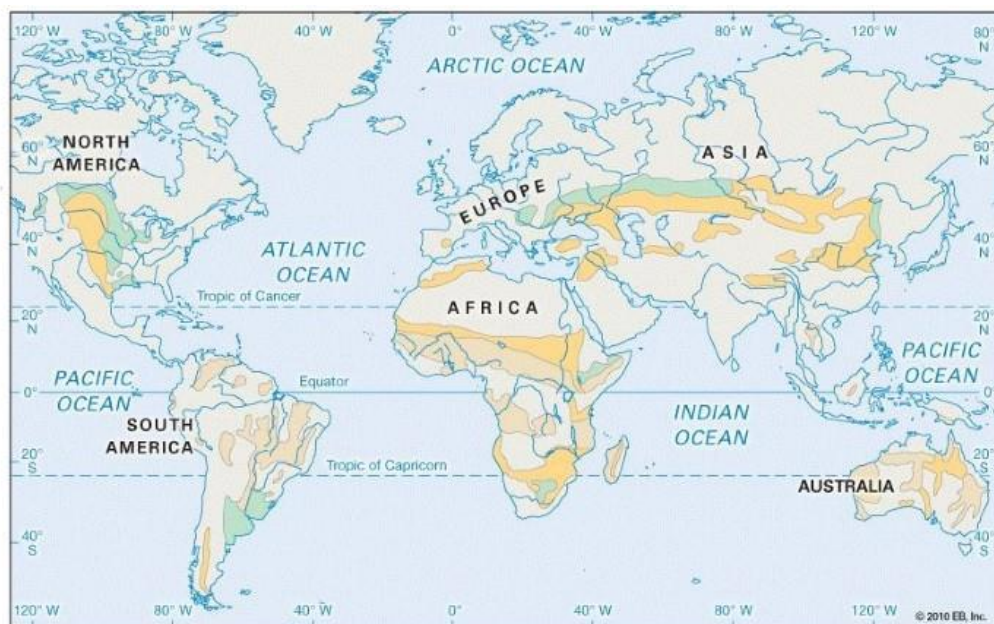 120° W 80° W 40° W 0° 40° W 80° W 120° W 80° N
80° N
ARCTIC OCEAN
NORTH AMERICA
60° N
ASIA
60° N
EUROPE
40° N
ATLANTIC OCEAN
40° N
Tropic of Cancer
AFRICA
20° N
20° N
PACIFIC OCEAN
PACIFIC OCEAN
Equator
0°
0°
INDIAN OCEAN
SOUTH AMERICA
20° S
Tropic of Capricorn
20° S
AUSTRALIA
40° S
40° S
120° W 80° W 40° W 0° 40° W 80° W 120° W
© 2010 EB, Inc.